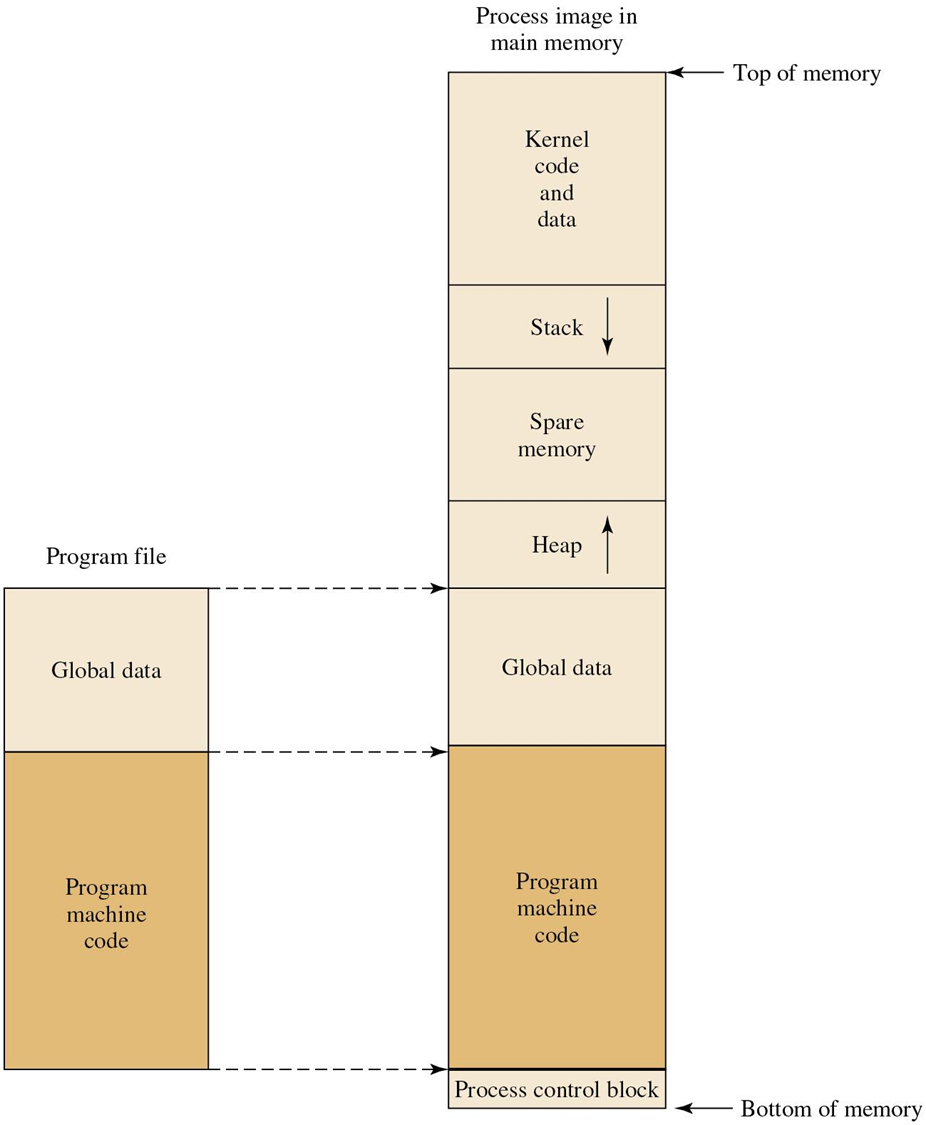 Process image in
main memory
Top of memory
Kernel
code
and
data
Stack
Spare
memory
Heap
Program file
Global data
Global data
Program
machine
code
Program
machine
code
Process control block
Bottom of memory